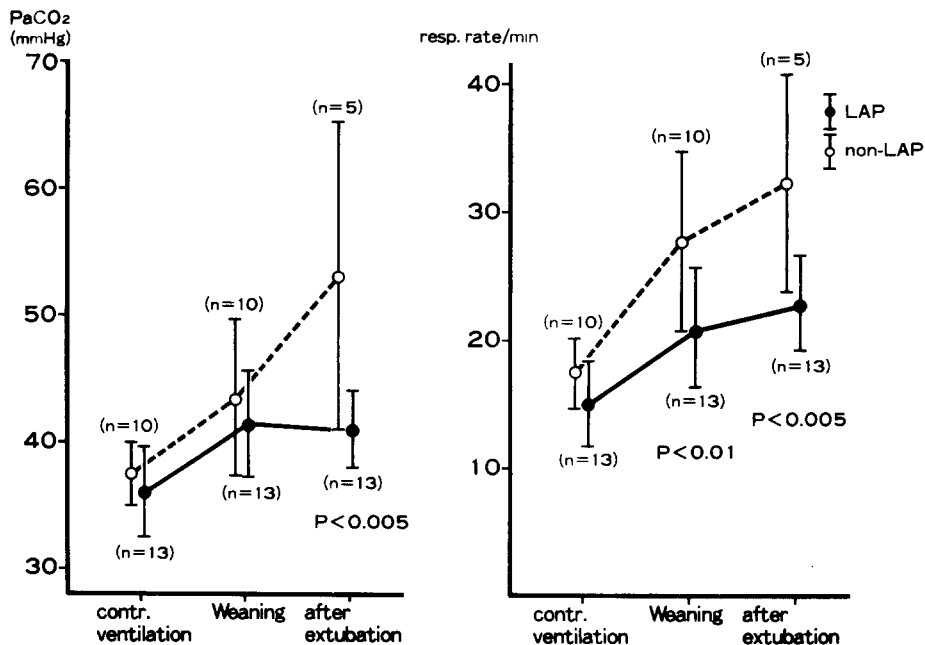 PaCO₂
(mmHg)
70
60
50
40
30
(n=10)
(n=13)
(n=10)
(n=13)
(n=5)
(n=13)
P<0.005
contr.
ventilation
Weaning
after
extubation
resp. rate/min
40
30
20
10
(n=10)
(n=13)
(n=10)
(n=13)
P<0.01
(n=5)
(n=13)
P<0.005
LAP
non-LAP
contr.
ventilation
Weaning
after
extubation